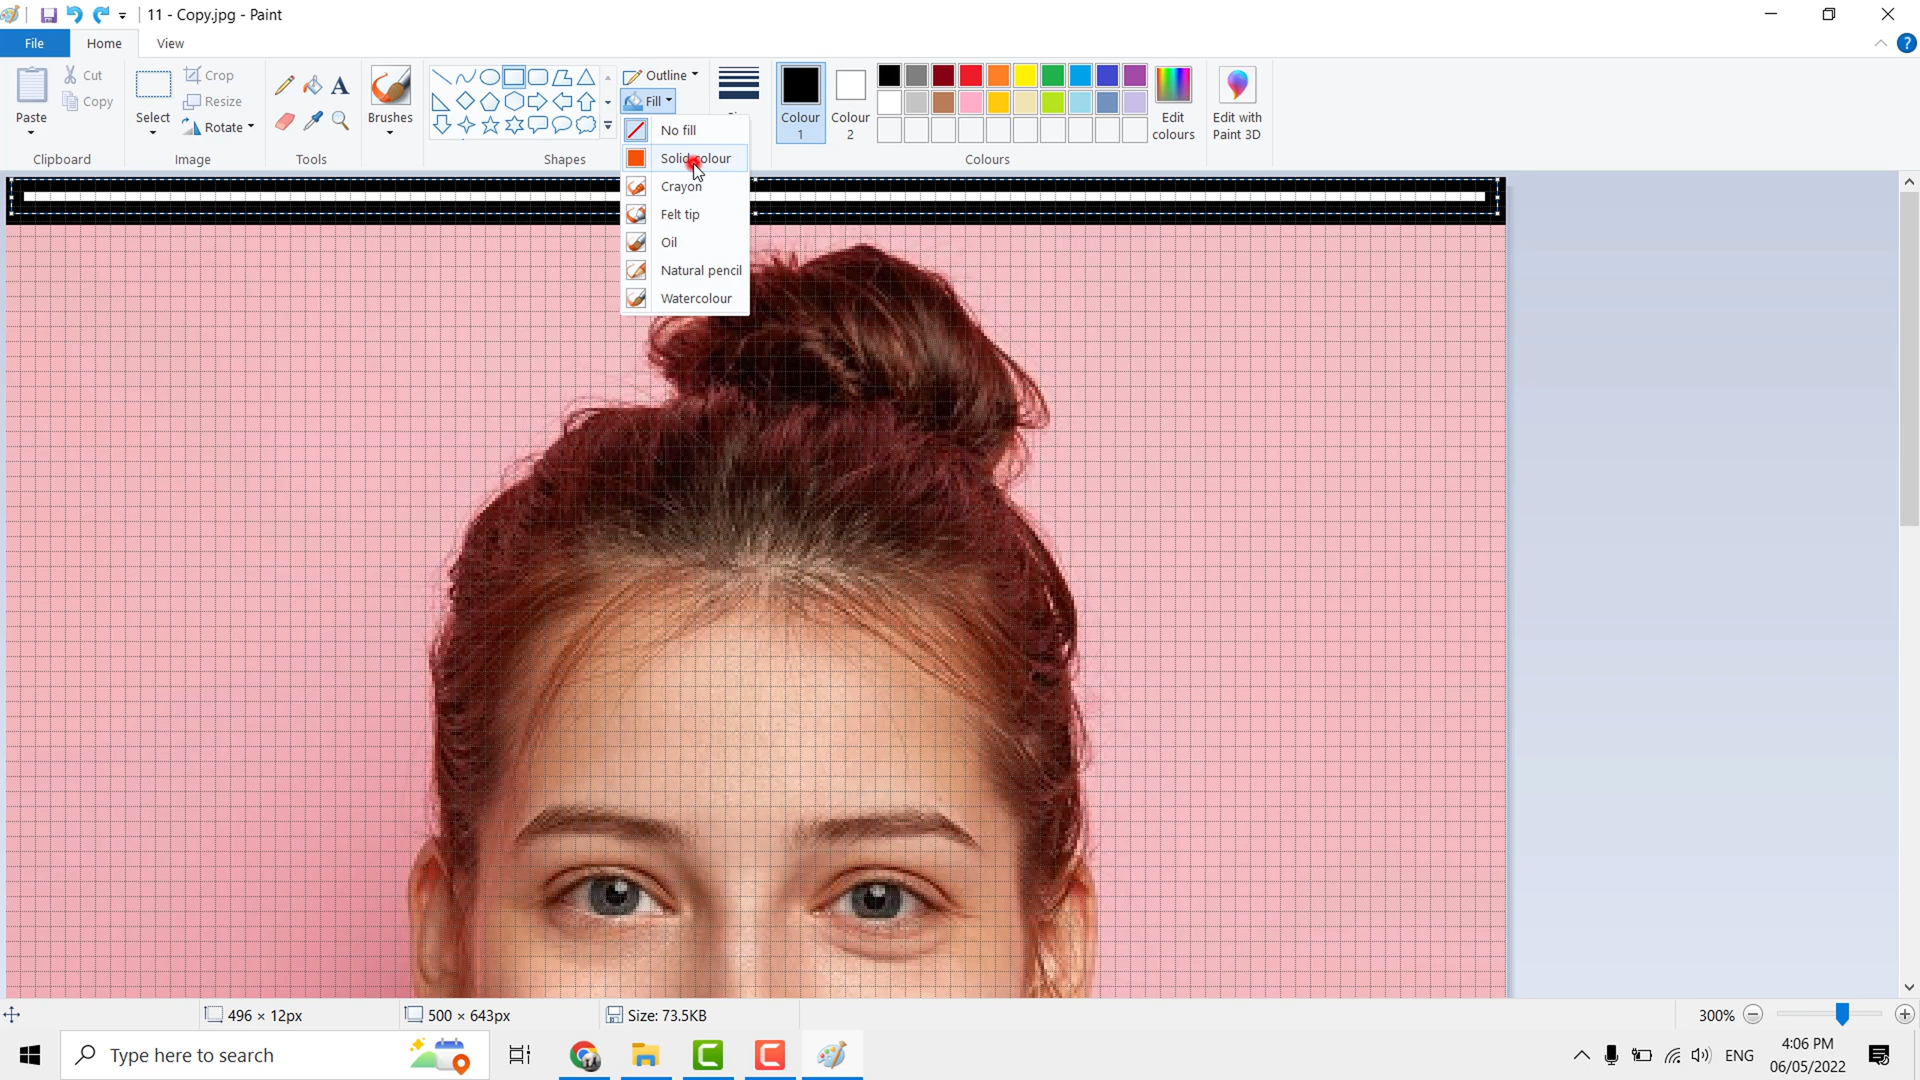 11 - Copy.jpg - Paint
File
Home
View
Paste
Cut
Copy
Clipboard
Select
Crop
Resize
Rotate
Image
Tools
Brushes
Shapes
Outline
Fill
No fill
Solid colour
Crayon
Felt tip
Oil
Natural pencil
Watercolour
Colour
1
Colour
2
Edit
colours
Colours
Edit with
Paint 3D
496 × 12px
500 × 643px
Size: 73.5KB
300%
Type here to search
ENG
4:06 PM
06/05/2022